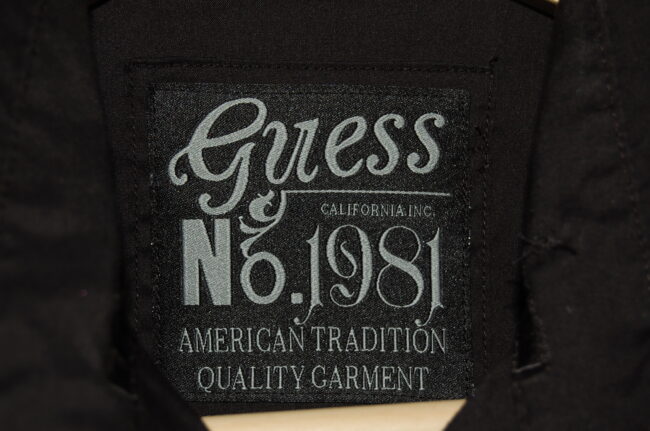 Guess
CALIFORNIA.INC.
No.1981
AMERICAN TRADITION
QUALITY GARMENT